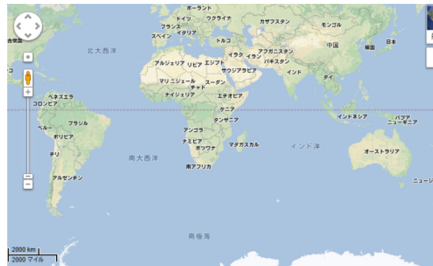 ポーランド
ドイツ
ウクライナ
フランス
カザフスタン
モンゴル
スペイン
イタリア
トルコ
北大西洋
中国
韓国
日本
イラク
アフガニスタン
パキスタン
アルジェリア
リビア
エジプト
サウジアラビア
インド
マリ
ニジェール
スーダン
タイ
チャド
ナイジェリア
エチオピア
ベネズエラ
コロンビア
ケニア
インドネシア
パプア
ニューギニア
タンザニア
ペルー
ブラジル
アンゴラ
ボリビア
ナミビア
ボツワナ
マダガスカル
インド洋
オーストラリア
チリ
南大西洋
南アフリカ
アルゼンチン
ニュージ
南極海
2000 km
2000 マイル